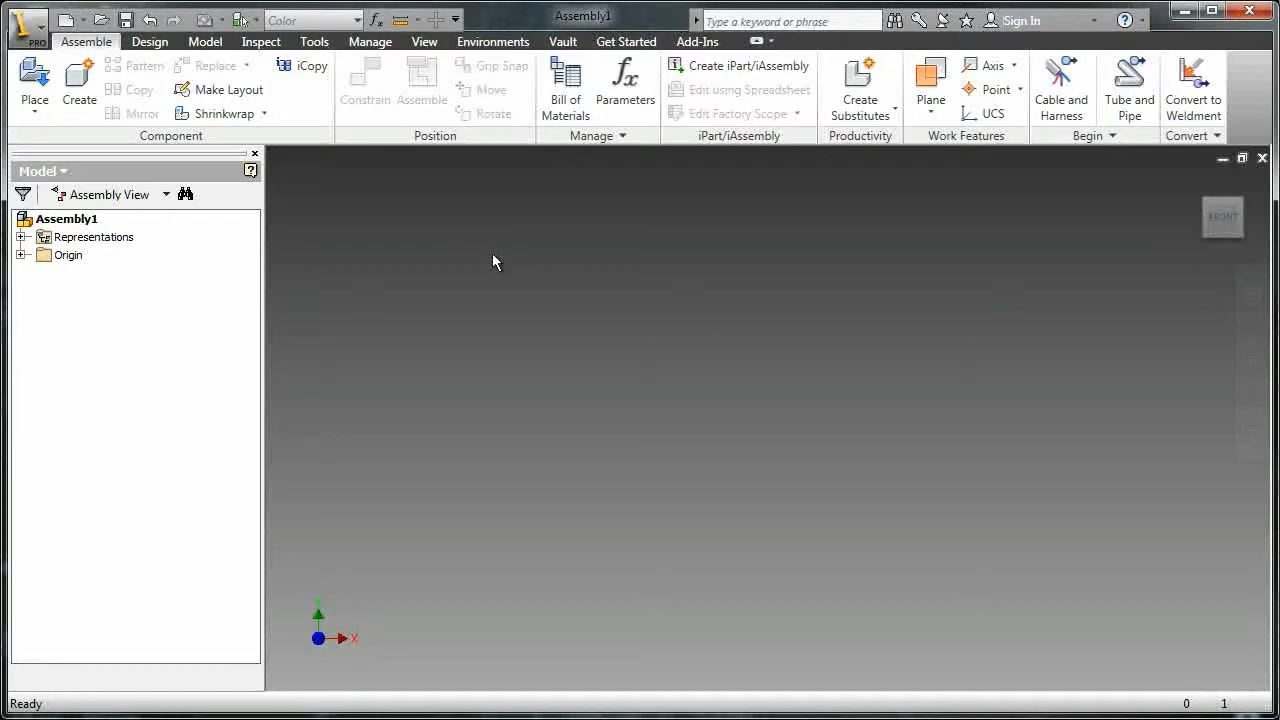 Color
Assembly1
Type a keyword or phrase
Sign In
PRO
Assemble Design Model Inspect Tools Manage View Environments Vault Get Started Add-Ins
Place
Create
Pattern
Copy
Mirror
Replace
Make Layout
Shrinkwrap
iCopy
Component
Constrain
Assemble
Grip Snap
Move
Rotate
Position
Bill of
Materials
fx
Parameters
Manage
Create iPart/iAssembly
Edit using Spreadsheet
Edit Factory Scope
iPart/iAssembly
Create
Substitutes
Productivity
Plane
Axis
Point
UCS
Work Features
Cable and
Harness
Tube and
Pipe
Begin
Convert to
Weldment
Convert
Model
Assembly View
Assembly1
Representations
Origin
FRONT
X
Ready
0 1